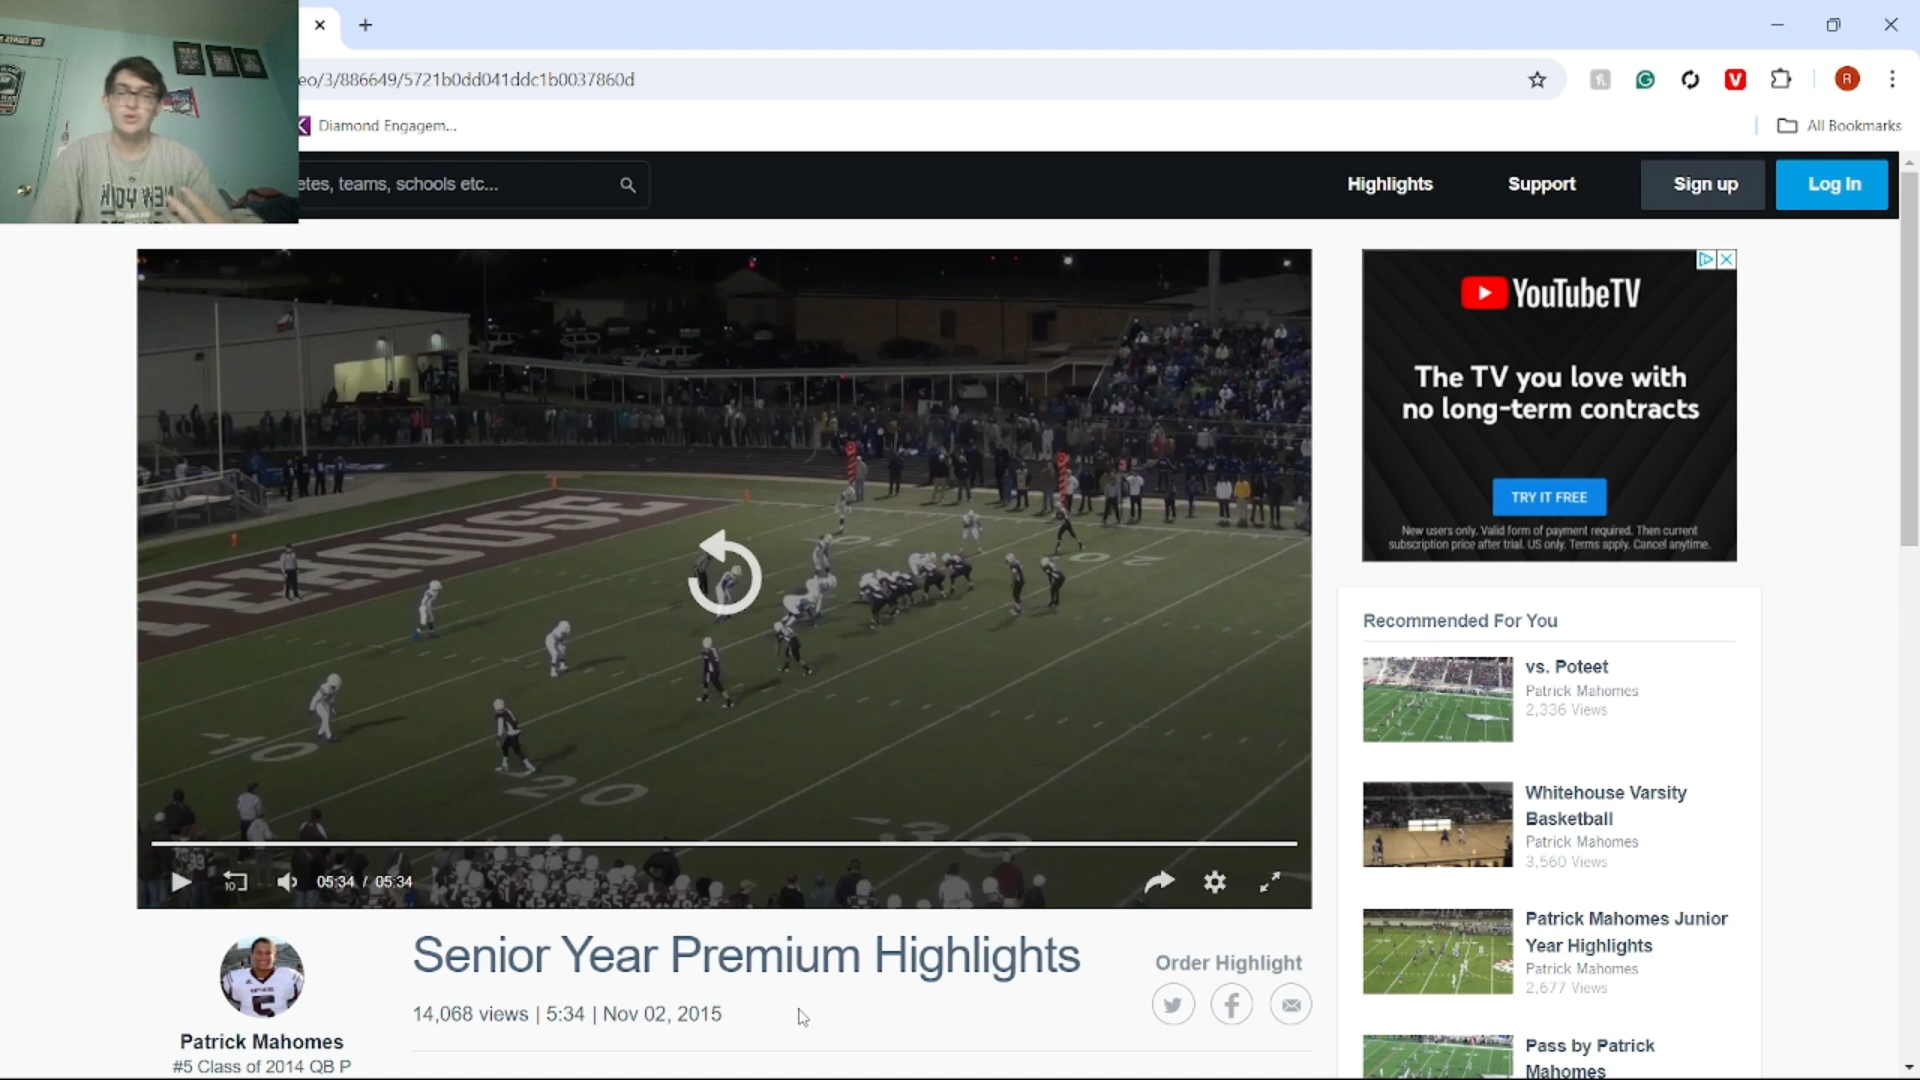 eo/3/886649/5721b0dd041ddc1b0037860d
R
Diamond Engagem...
All Bookmarks
etes, teams, schools etc...
Highlights
Support
Sign up
Log In
YouTubeTV
The TV you love with
no long-term contracts
TRY IT FREE
New users only. Valid form of payment required. Then current
subscription price after trial. US only. Terms apply. Cancel anytime.
TEHOUSE
10
20
05:34 / 05:34
Senior Year Premium Highlights
14,068 views | 5:34 | Nov 02, 2015
Order Highlight
Patrick Mahomes
#5 Class of 2014 QB P
Recommended For You
vs. Poteet
Patrick Mahomes
2,336 Views
Whitehouse Varsity
Basketball
Patrick Mahomes
3,560 Views
Patrick Mahomes Junior
Year Highlights
Patrick Mahomes
2,677 Views
Pass by Patrick
Mahomes